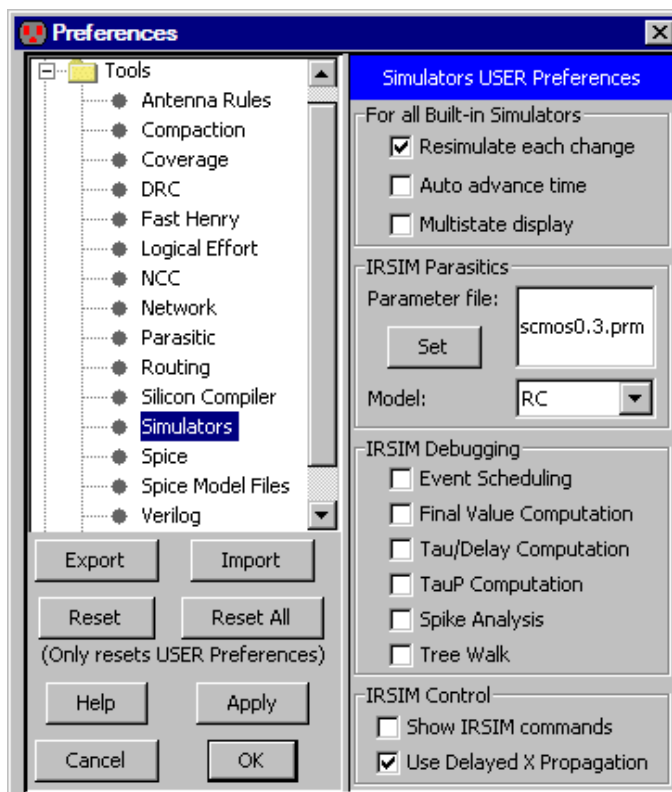 Preferences
Tools
Antenna Rules
Compaction
Coverage
DRC
Fast Henry
Logical Effort
NCC
Network
Parasitic
Routing
Silicon Compiler
Simulators
Spice
Spice Model Files
Verilog
Export Import
Reset Reset All
(Only resets USER Preferences)
Help Apply
Cancel OK
Simulators USER Preferences
For all Built-in Simulators
Resimulate each change
Auto advance time
Multistate display
IRSIM Parasitics
Parameter file:
scmos0.3.prm
Set
Model: RC
IRSIM Debugging
Event Scheduling
Final Value Computation
Tau/Delay Computation
TauP Computation
Spike Analysis
Tree Walk
IRSIM Control
Show IRSIM commands
Use Delayed X Propagation